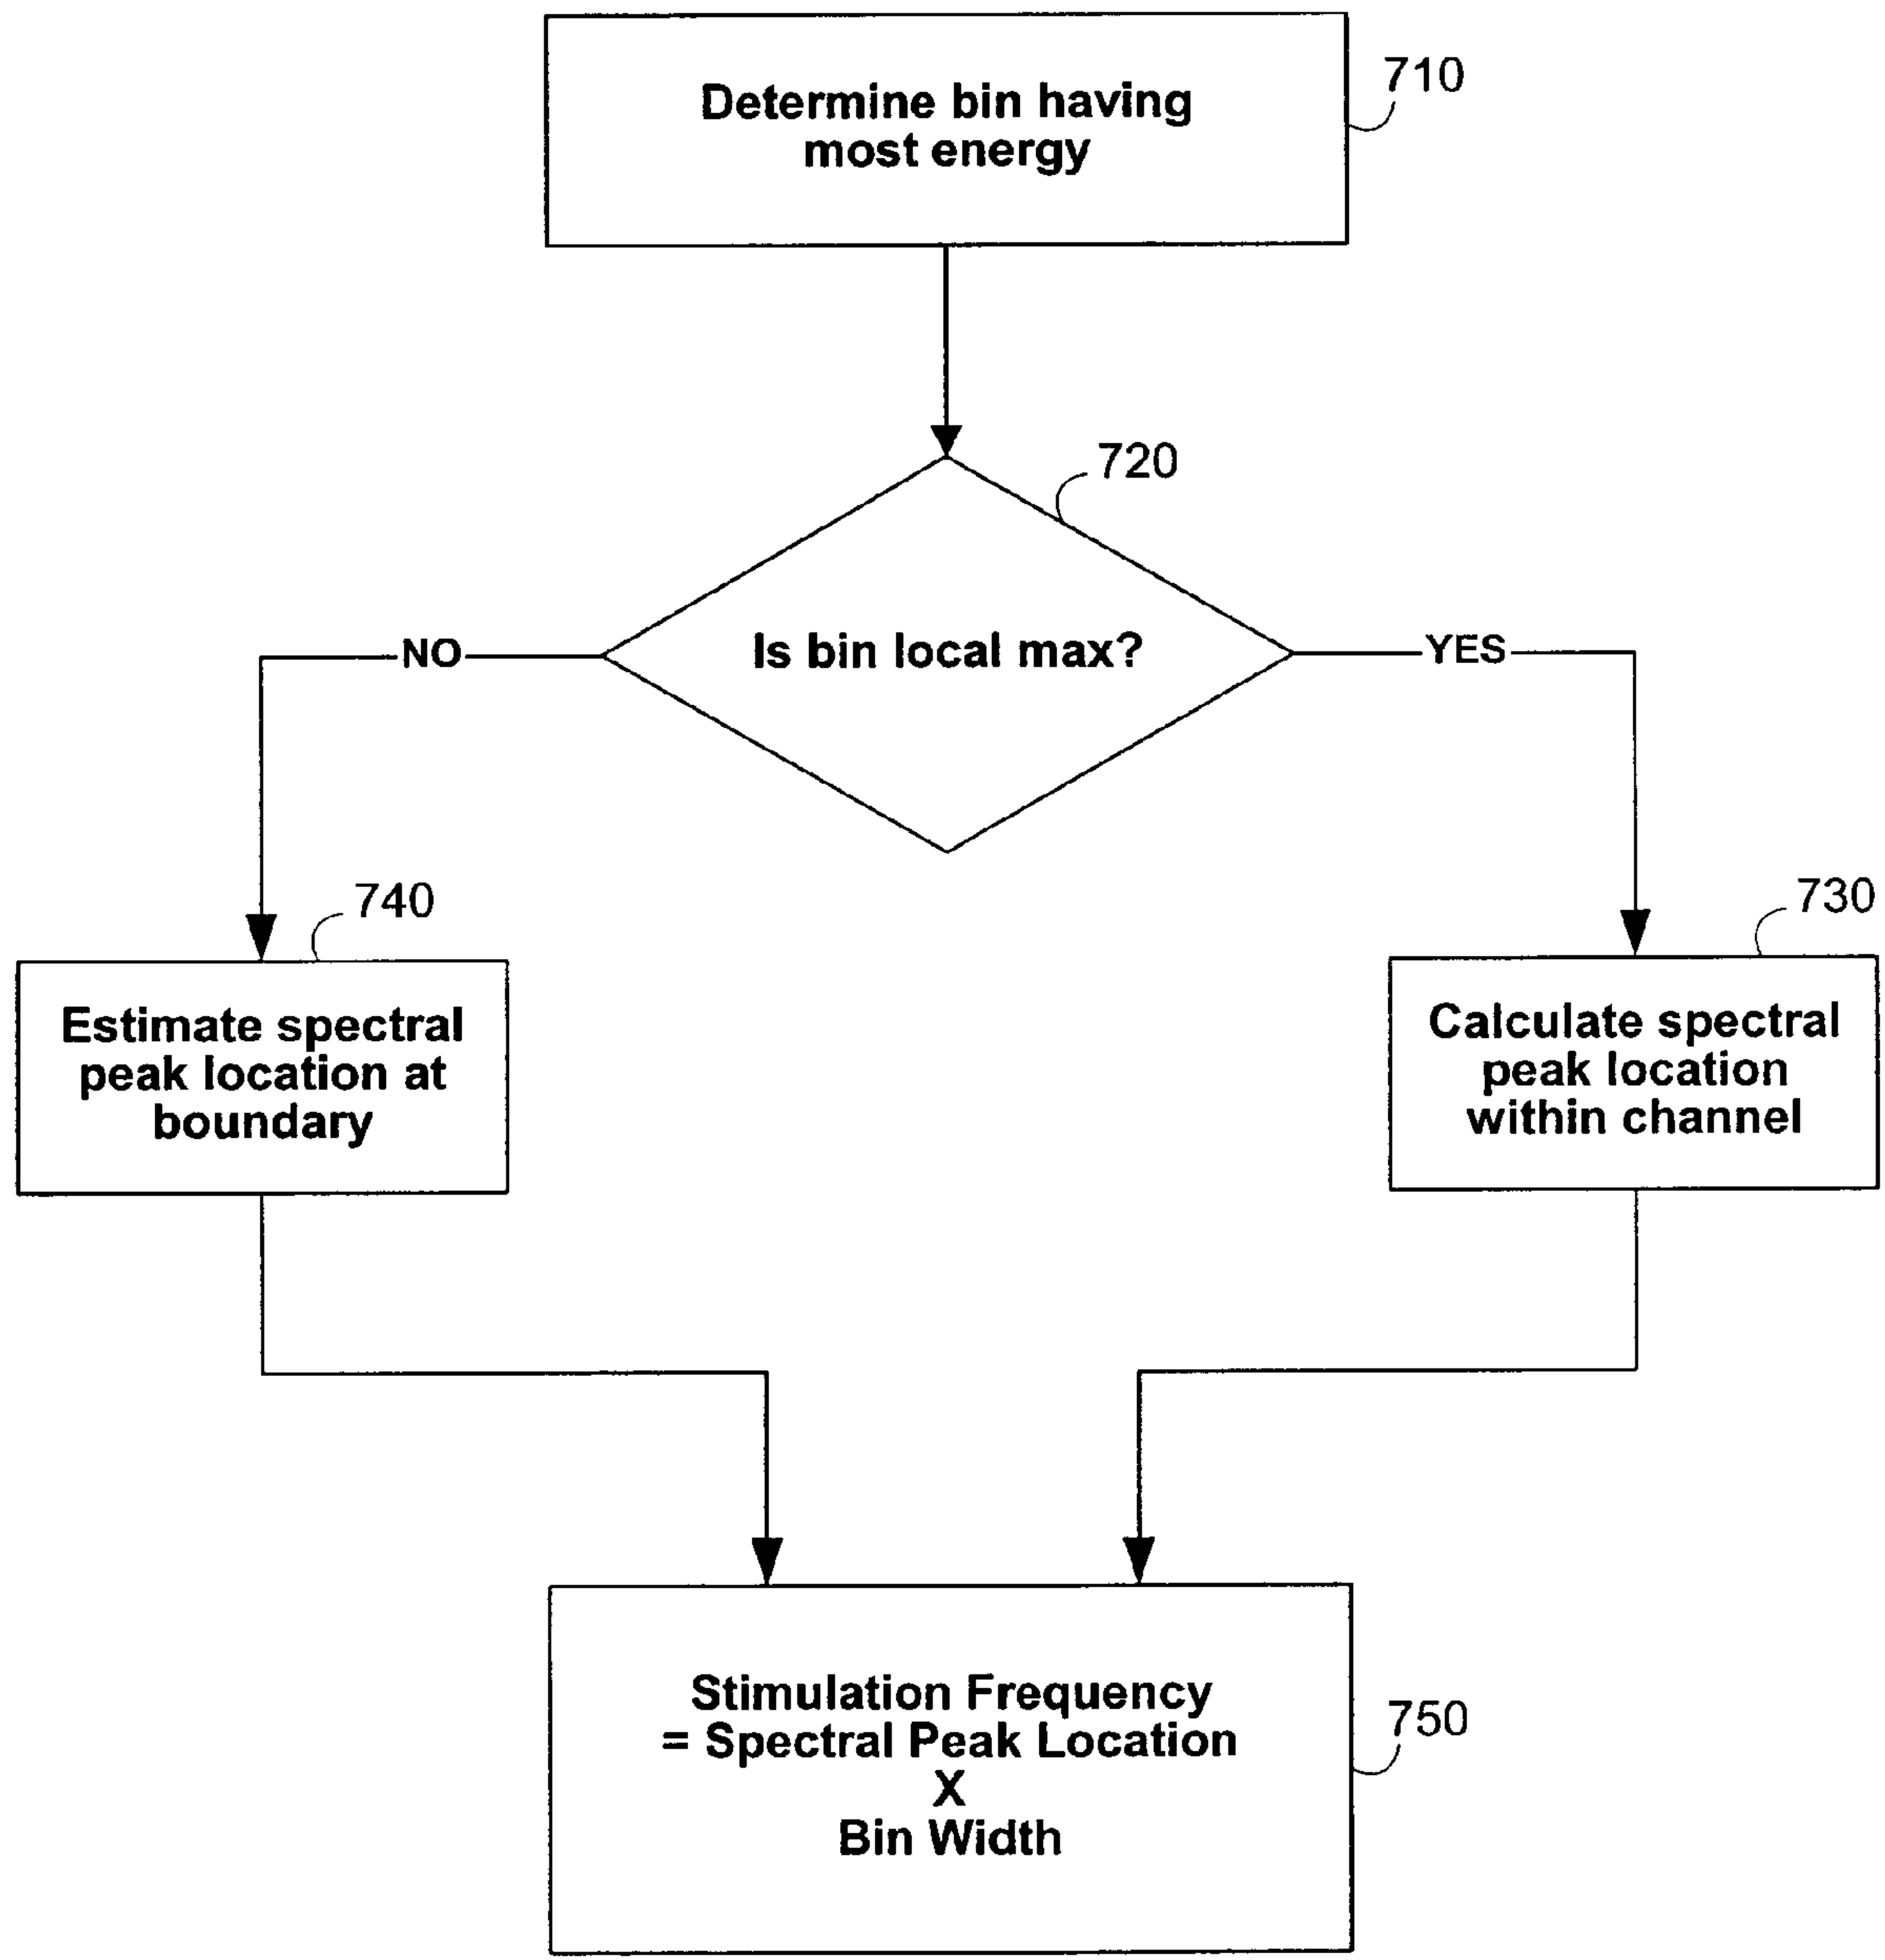 Determine bin having
most energy
710
720
Is bin local max?
NO
YES
740
730
Estimate spectral
peak location at
boundary
Calculate spectral
peak location
within channel
Stimulation Frequency
= Spectral Peak Location
X
Bin Width
750